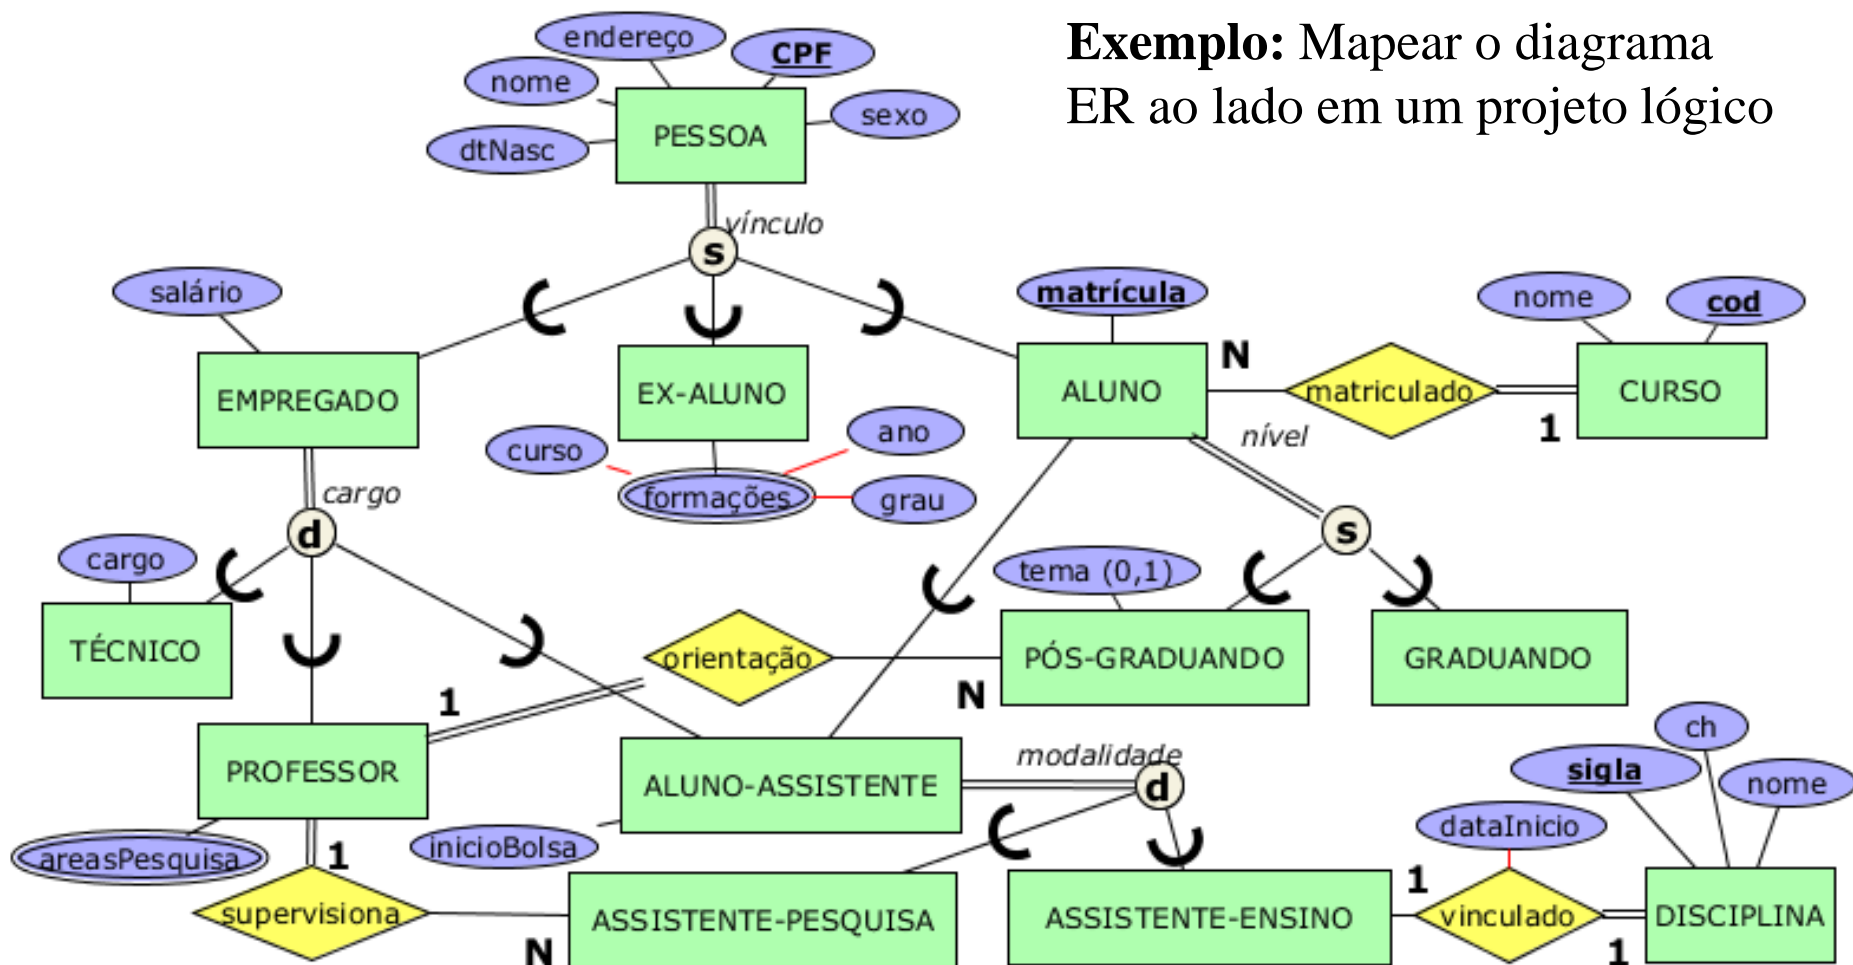 Exemplo: Mapear o diagrama
ER ao lado em um projeto lógico
endereço
CPF
nome
sexo
dtNasc
PESSOA
vínculo
s
salário
matrícula
nome
cod
EMPREGADO
EX-ALUNO
ALUNO
N
matriculado
1
CURSO
curso
ano
formações
grau
nível
cargo
d
s
cargo
tema (0,1)
TÉCNICO
orientação
PÓS-GRADUANDO
GRADUANDO
1
N
PROFESSOR
ALUNO-ASSISTENTE
modalidade
d
sigla
ch
nome
areasPesquisa
inicioBolsa
dataInicio
1
supervisiona
N
ASSISTENTE-PESQUISA
ASSISTENTE-ENSINO
1
vinculado
1
DISCIPLINA